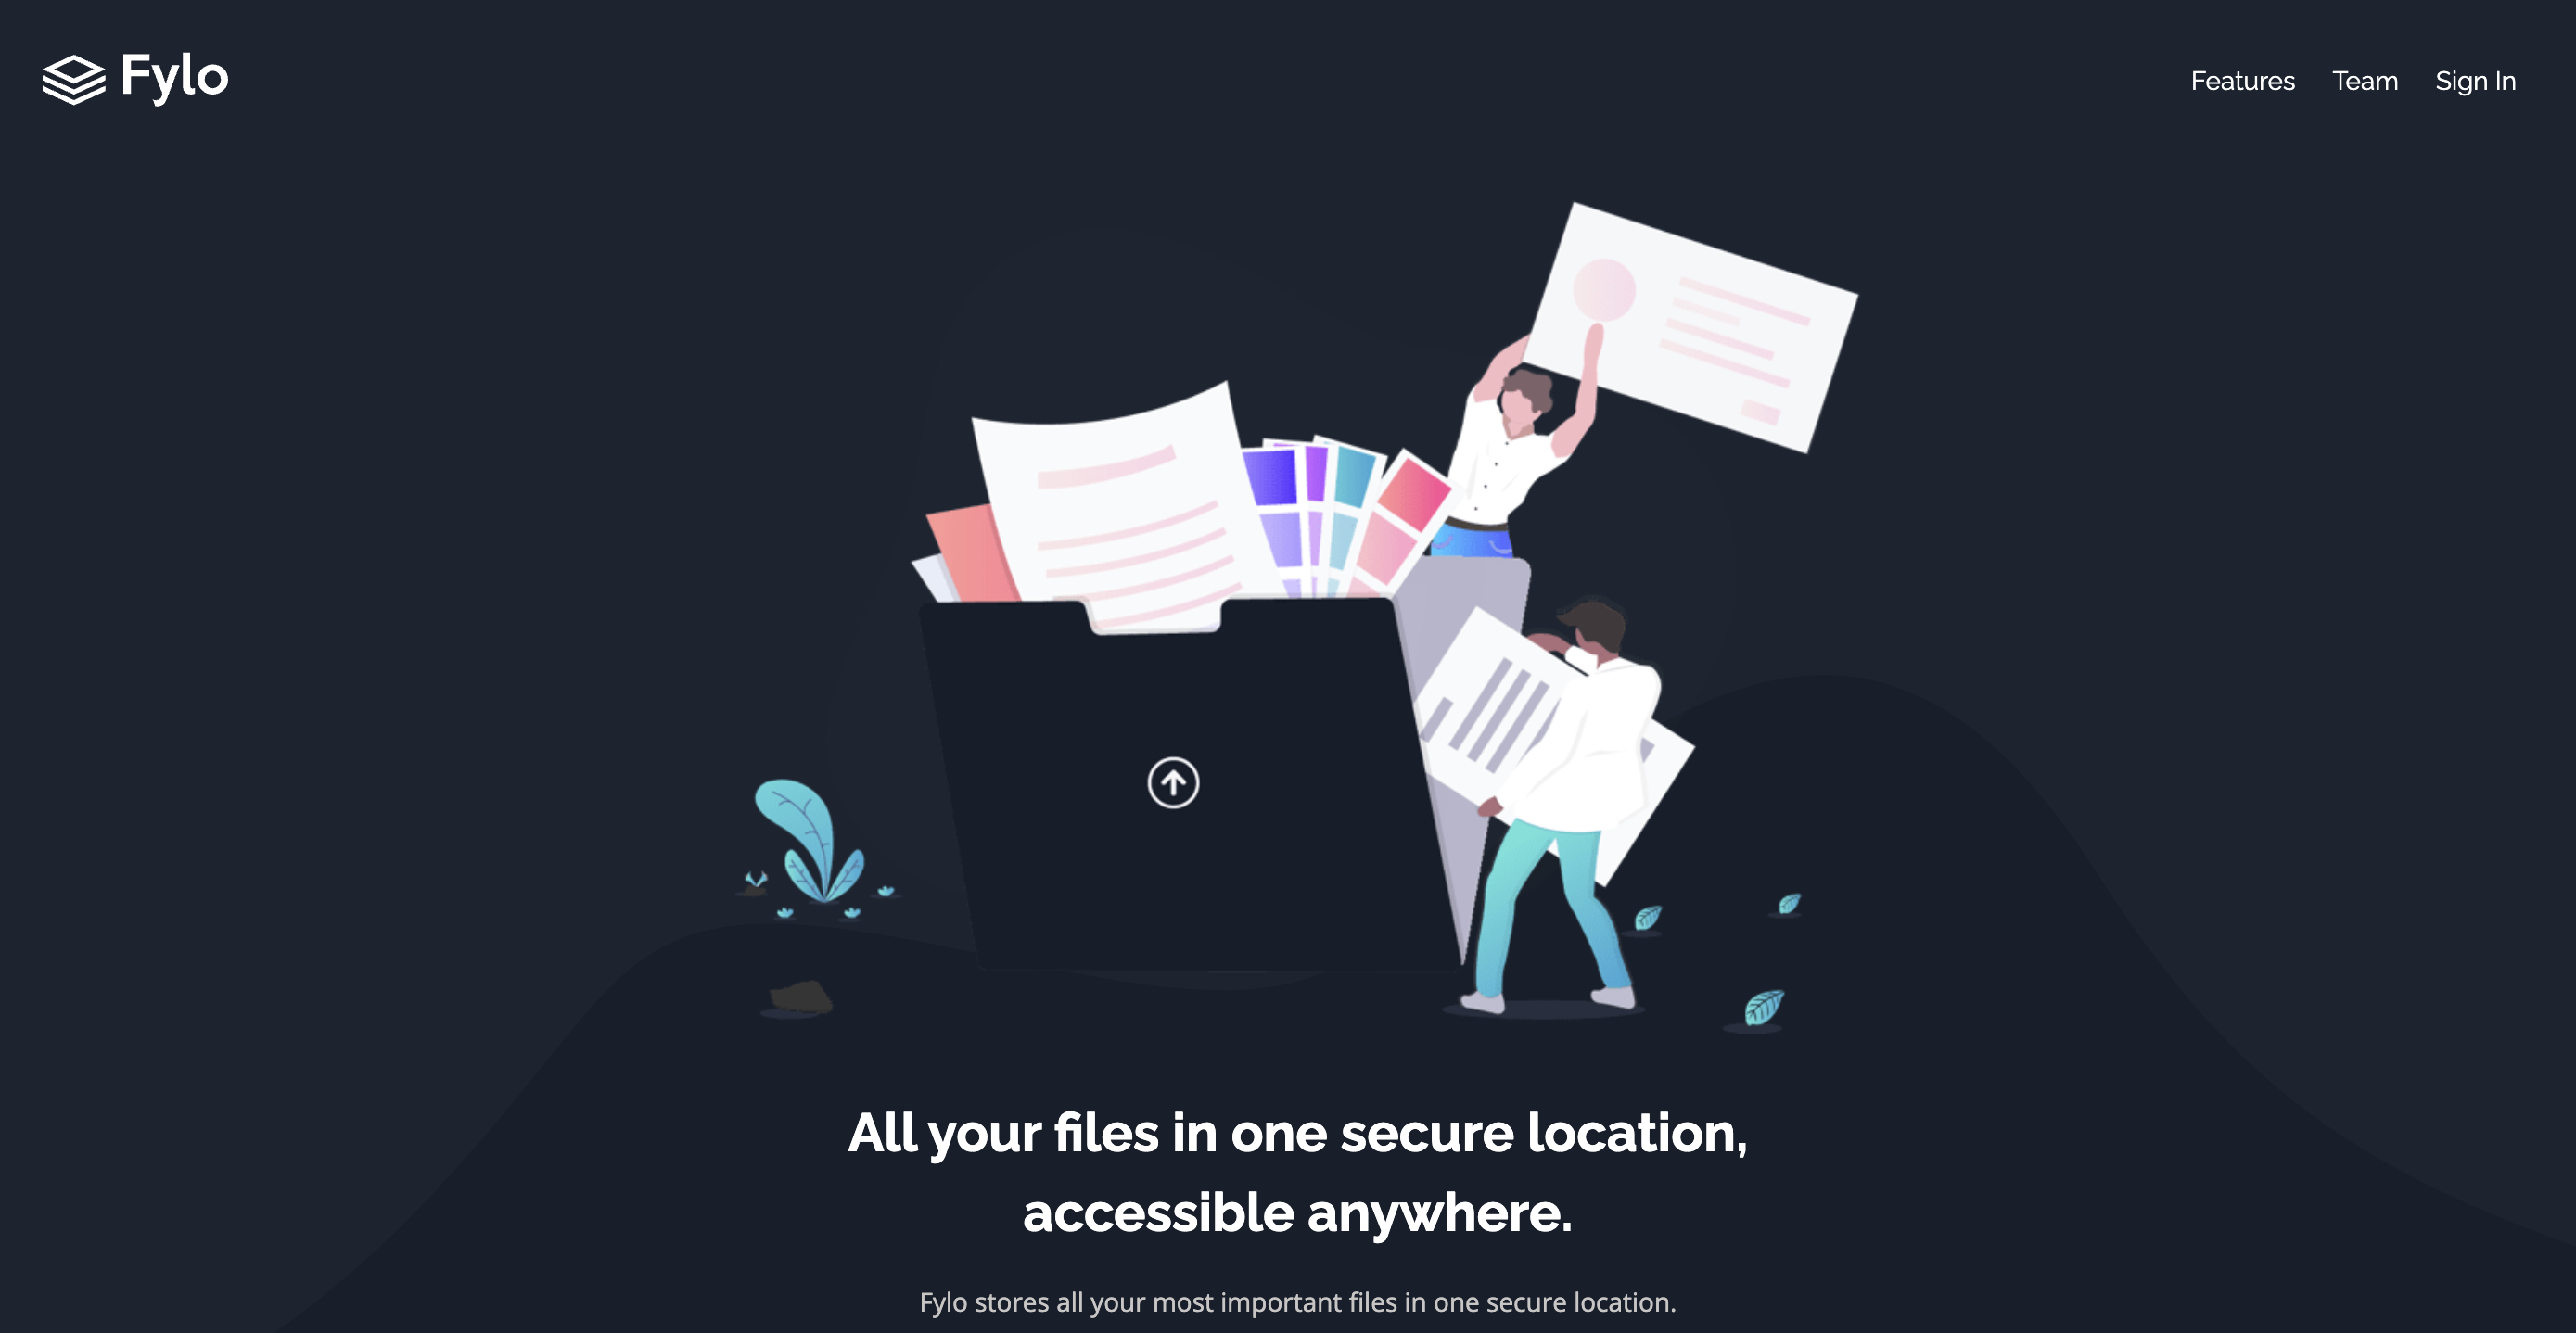 Fylo
Features Team Sign In
All your files in one secure location,
accessible anywhere.
Fylo stores all your most important files in one secure location.